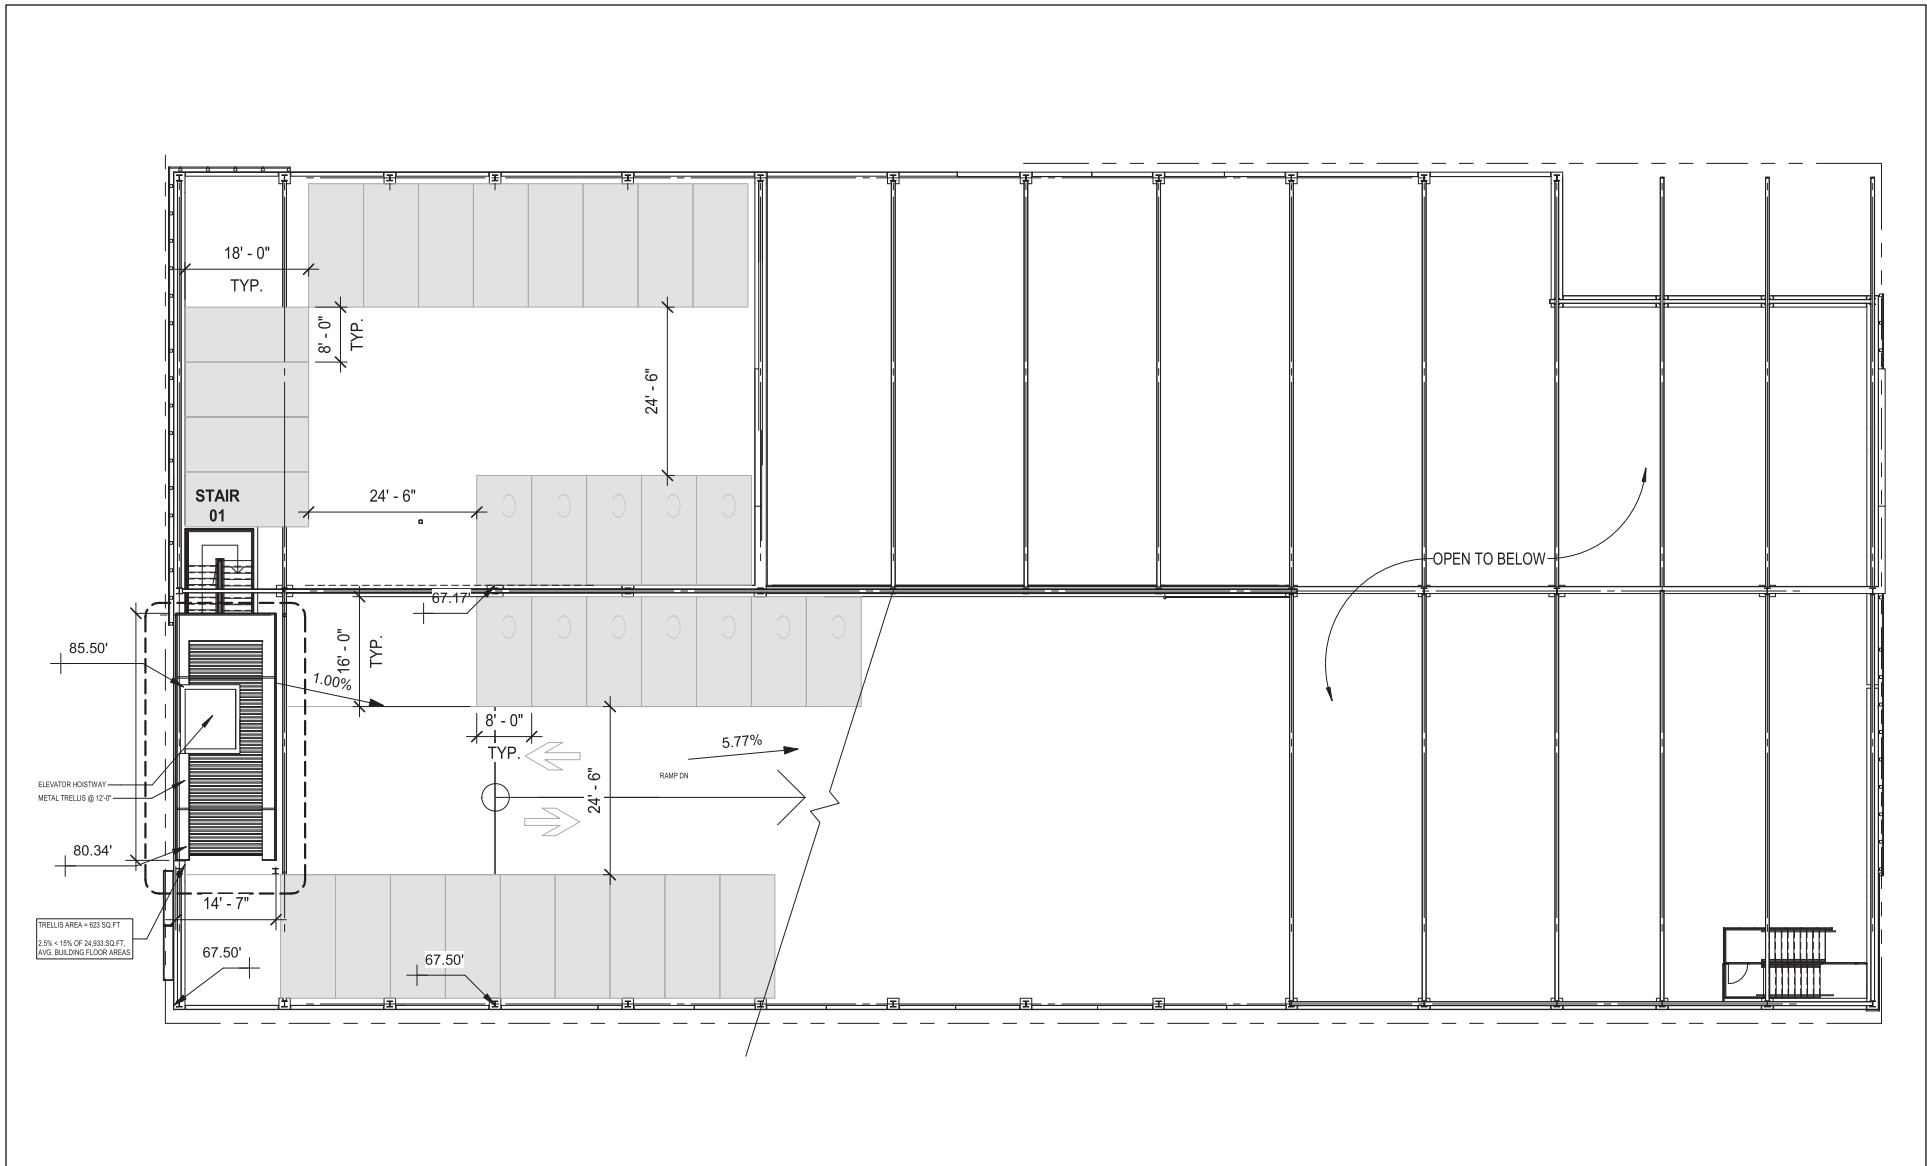 18' - 0"
TYP.
8' - 0"
TYP.
24' - 6"
STAIR
01
24' - 6"
OPEN TO BELOW
67.17'
85.50'
16' - 0"
TYP.
1.00%
8' - 0"
TYP.
5.77%
RAMP DN
24' - 6"
ELEVATOR HOISTWAY
METAL TRELLIS @ 12'-0"
80.34'
14' - 7"
TRELLIS AREA = 623 SQ.FT
2.5% < 15% OF 24,933.SQ.FT,
AVG. BUILDING FLOOR AREAS
67.50'
67.50'